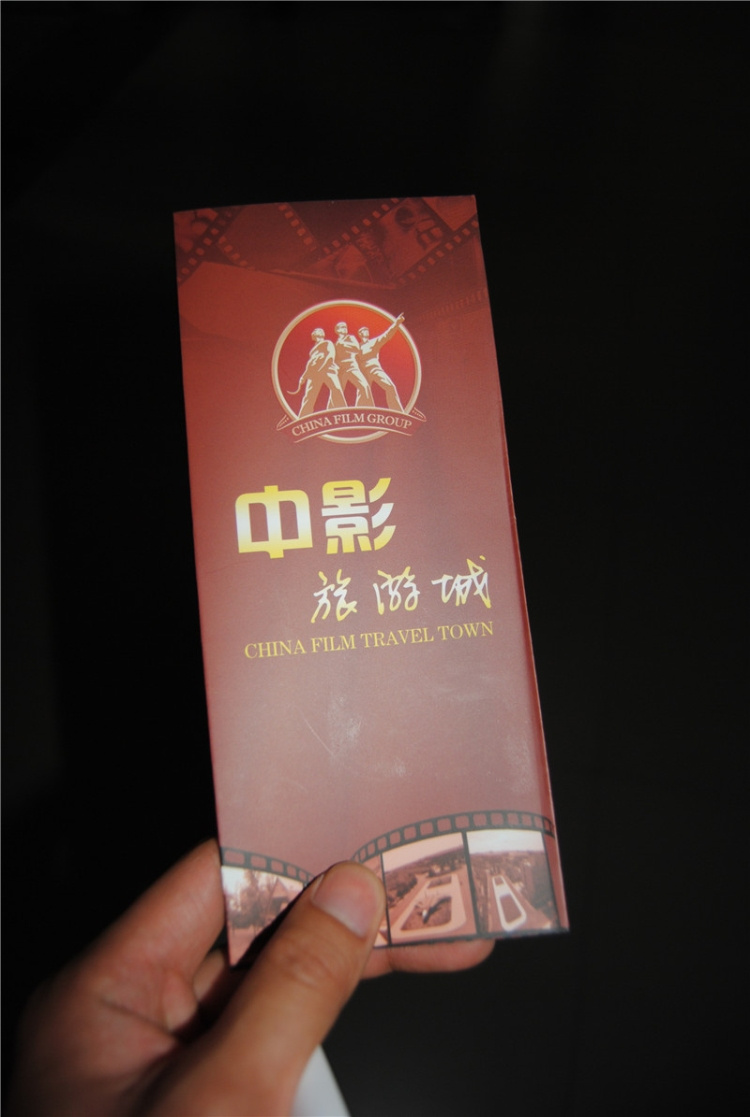 CHINA FILM GROUP
中影
旅游城
CHINA FILM TRAVEL TOWN